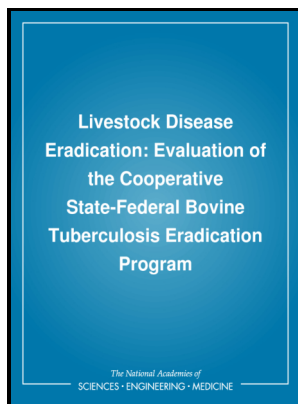 Livestock Disease
Eradication: Evaluation of
the Cooperative
State-Federal Bovine
Tuberculosis Eradication
Program
The National Academies of
SCIENCES • ENGINEERING • MEDICINE